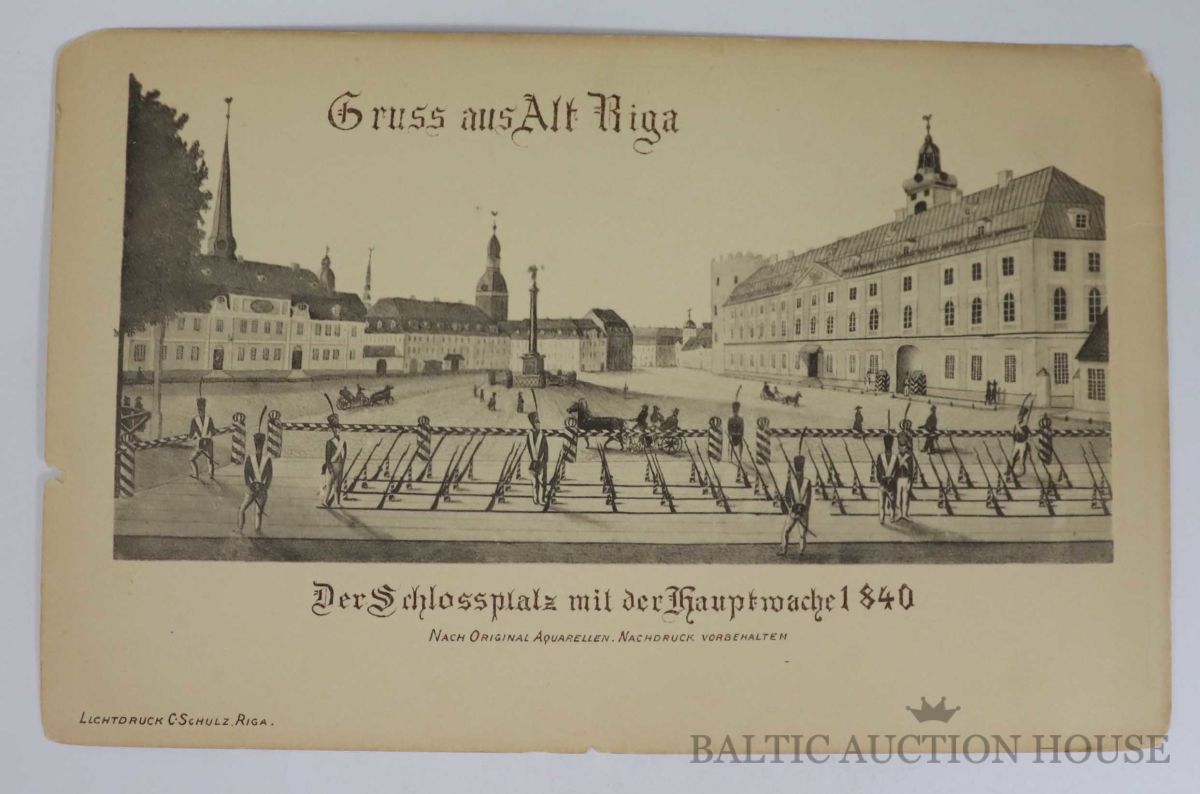 Gruss aus Alt Riga
Der Schlossplatz mit der Hauptwache 1840
Nach Original Aquarellen. Nachdruck vorbehalten
Lichtdruck C. Schulz, Riga.
BALTIC AUCTION HOUSE